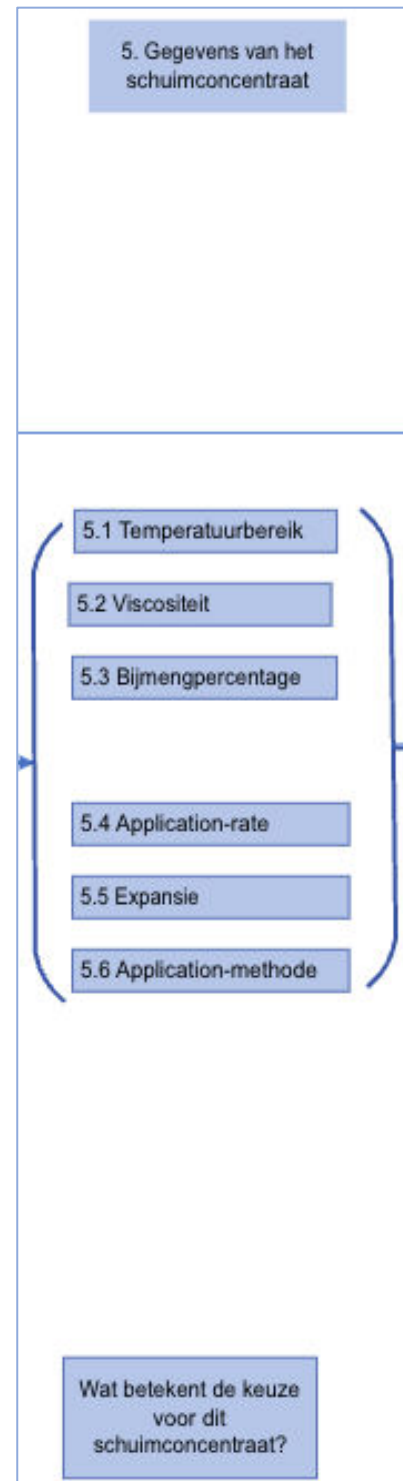 5. Gegevens van het
schuimconcentraat
5.1 Temperatuurbereik
5.2 Viscositeit
5.3 Bijmengpercentage
5.4 Application-rate
5.5 Expansie
5.6 Application-methode
Wat betekent de keuze
voor dit
schuimconcentraat?